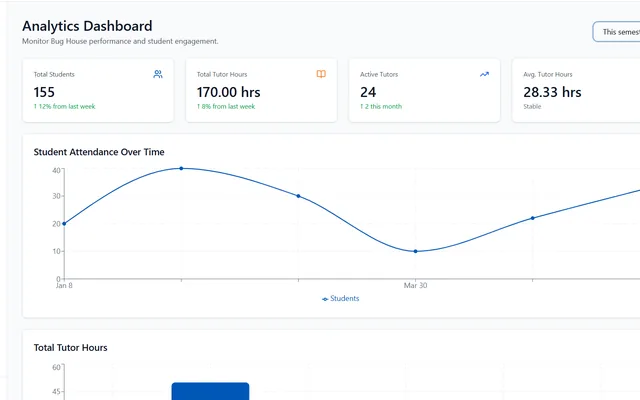 Analytics Dashboard
Monitor Bug House performance and student engagement.
This semest
Total Students
155
↑ 12% from last week
Total Tutor Hours
170.00 hrs
↑ 8% from last week
Active Tutors
24
↑ 2 this month
Avg. Tutor Hours
28.33 hrs
Stable
Student Attendance Over Time
40
30
20
10
0
Jan 8
Mar 30
Students
Total Tutor Hours
60
45